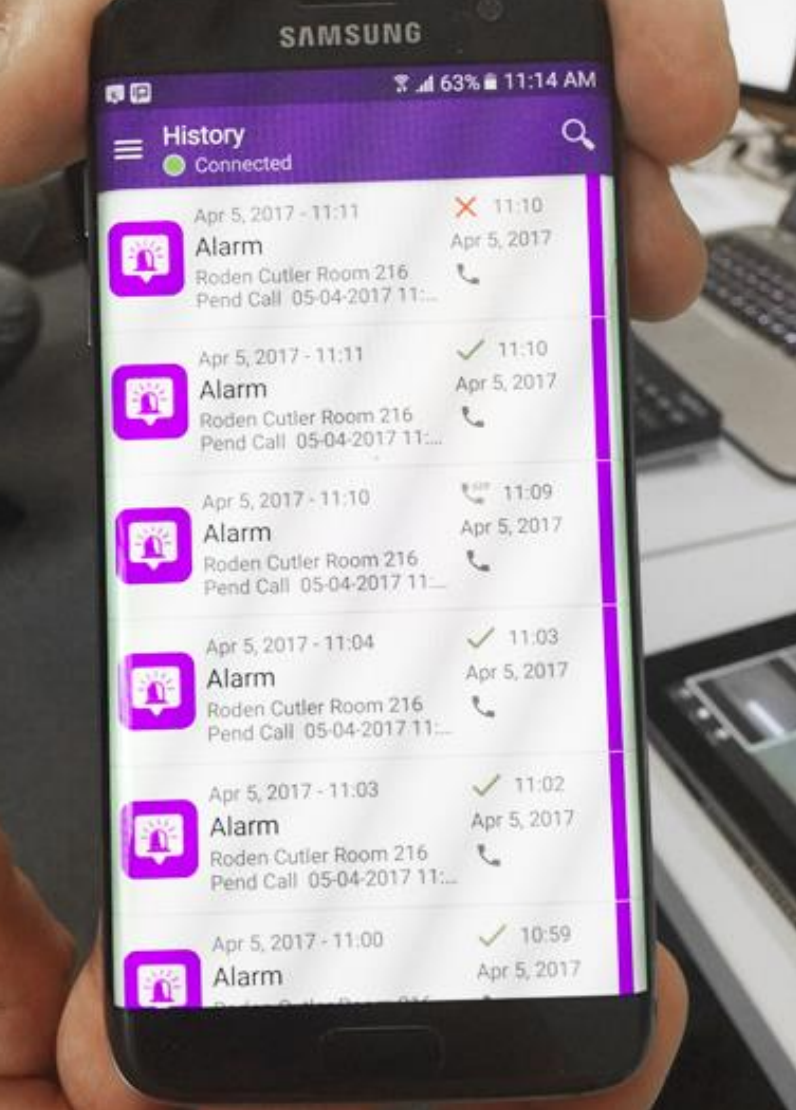 SAMSUNG
63% 11:14 AM
History
Connected
Apr 5, 2017 - 11:11 11:10
Alarm Apr 5, 2017
Roden Cutler Room 216
Pend Call 05-04-2017 11:...
Apr 5, 2017 - 11:11 11:10
Alarm Apr 5, 2017
Roden Cutler Room 216
Pend Call 05-04-2017 11:...
Apr 5, 2017 - 11:10 11:09
Alarm Apr 5, 2017
Roden Cutler Room 216
Pend Call 05-04-2017 11:...
Apr 5, 2017 - 11:04 11:03
Alarm Apr 5, 2017
Roden Cutler Room 216
Pend Call 05-04-2017 11:...
Apr 5, 2017 - 11:03 11:02
Alarm Apr 5, 2017
Roden Cutler Room 216
Pend Call 05-04-2017 11:...
Apr 5, 2017 - 11:00 10:59
Alarm Apr 5, 2017